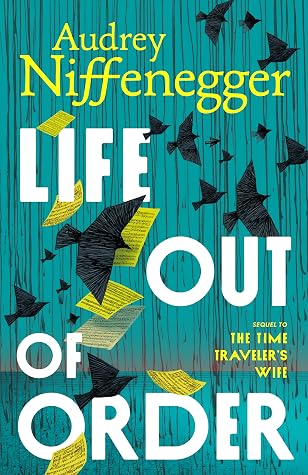 Audrey
Niffenegger
LIFE
OUT
OF
SEQUEL TO
THE TIME
TRAVELER'S
WIFE
ORDER